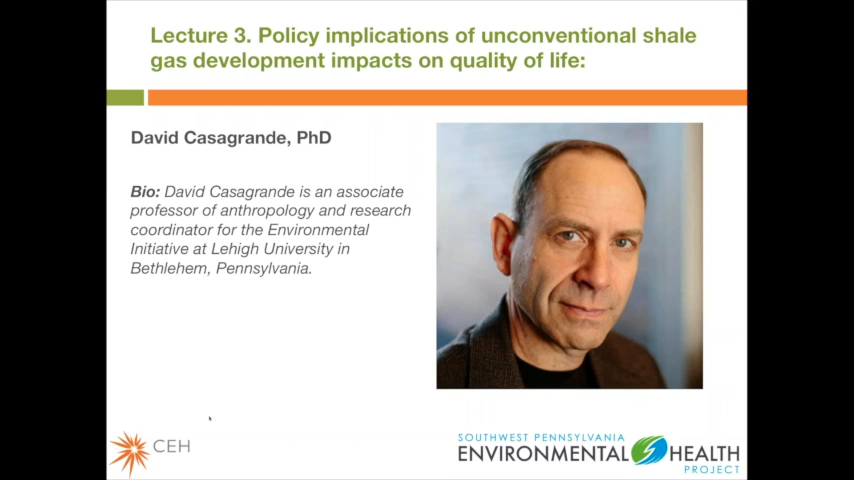 Lecture 3. Policy implications of unconventional shale
gas development impacts on quality of life:
David Casagrande, PhD
Bio: David Casagrande is an associate
professor of anthropology and research
coordinator for the Environmental
Initiative at Lehigh University in
Bethlehem, Pennsylvania.
CEH
SOUTHWEST PENNSYLVANIA
ENVIRONMENTAL HEALTH
PROJECT